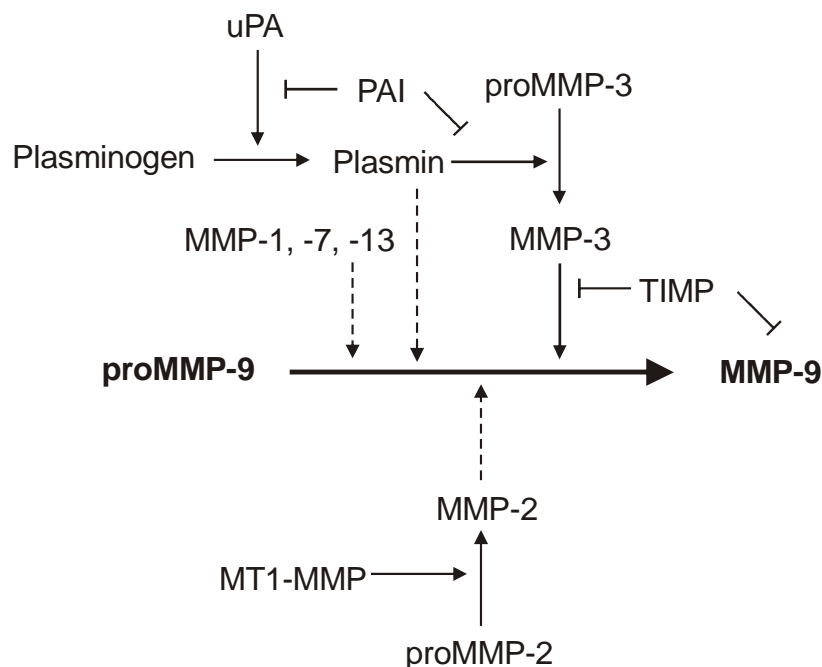 uPA
PAI
proMMP-3
Plasminogen
Plasmin
MMP-1, -7, -13
MMP-3
TIMP
proMMP-9
MMP-9
MMP-2
MT1-MMP
proMMP-2